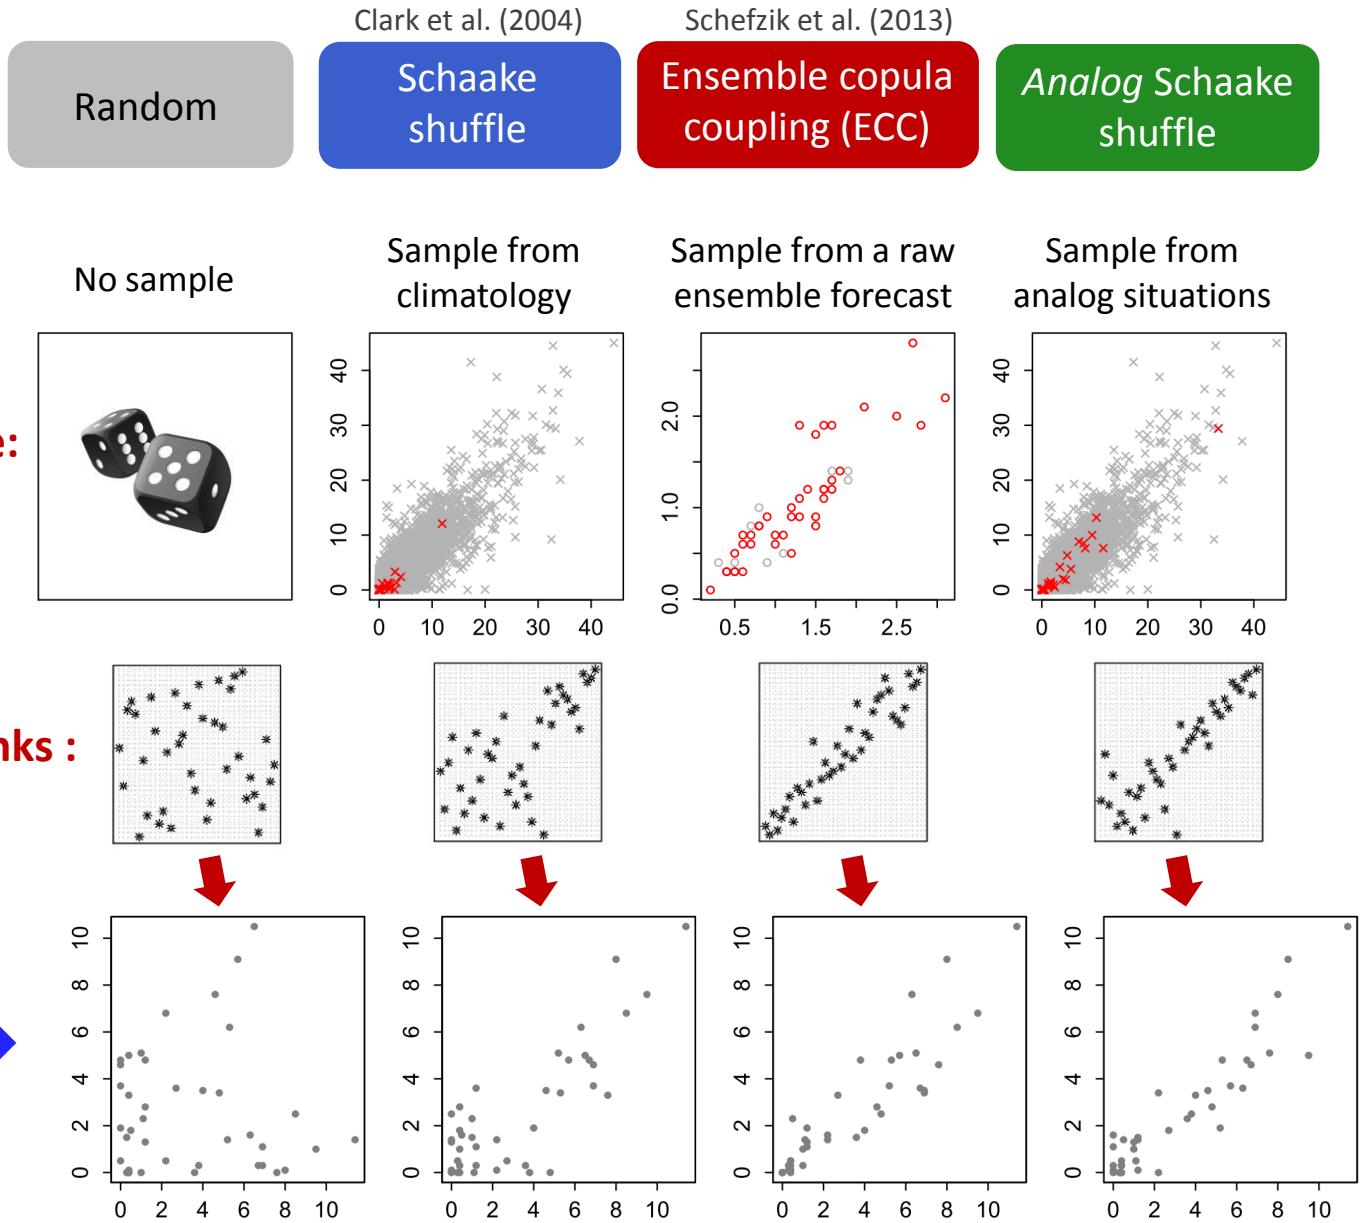 Clark et al. (2004)
Schefzik et al. (2013)
Random
Schaake
shuffle
Ensemble copula
coupling (ECC)
Analog Schaake
shuffle
No sample
Sample from
climatology
Sample from a raw
ensemble forecast
Sample from
analog situations
e:
0 10 20 30 40
0 10 20 30 40
0.0 1.0 2.0
0.5 1.5 2.5
0 10 20 30 40
0 10 20 30 40
nks :
0 2 4 6 8 10
0 2 4 6 8 10
0 2 4 6 8 10
0 2 4 6 8 10
0 2 4 6 8 10
0 2 4 6 8 10
0 2 4 6 8 10
0 2 4 6 8 10